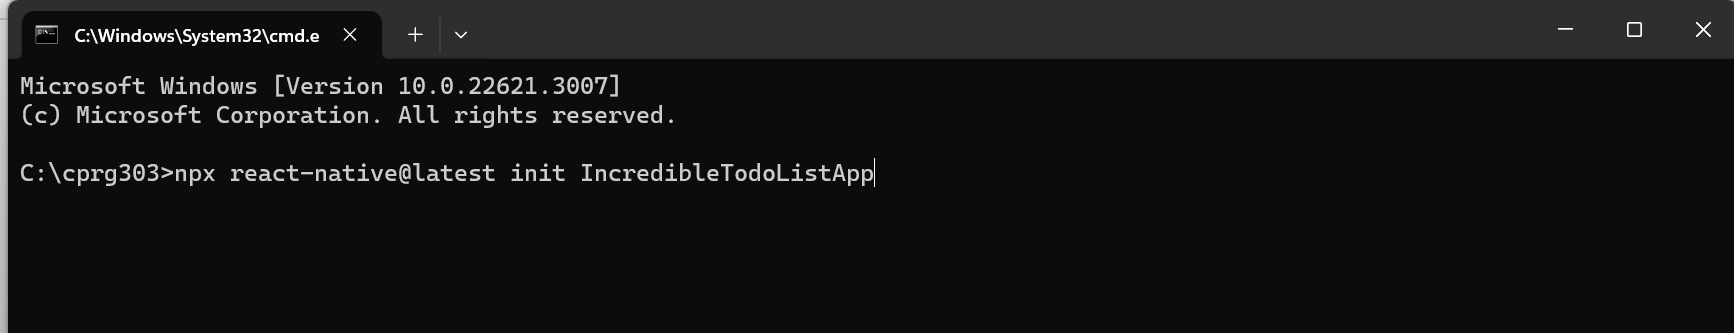 C:\Windows\System32\cmd.e
Microsoft Windows [Version 10.0.22621.3007]
(c) Microsoft Corporation. All rights reserved.
C:\cprg303>npx react-native@latest init IncredibleTodoListApp